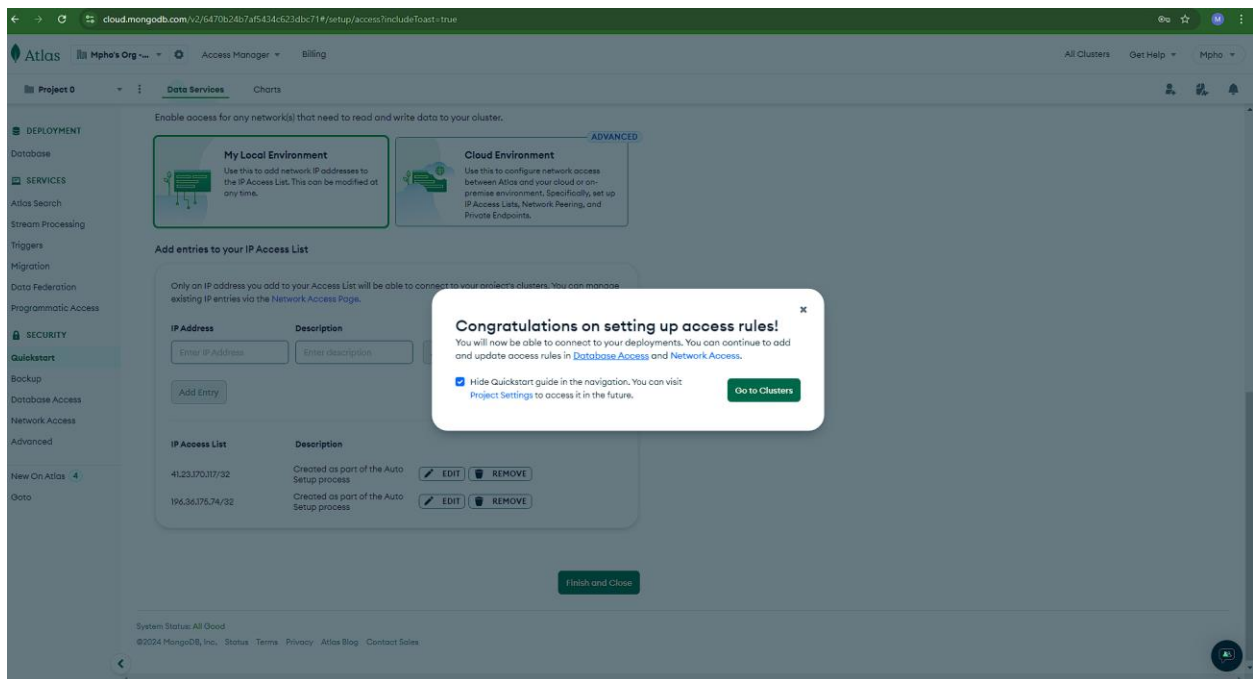 cloud.mongodb.com/v2/6470b24b7af5434c623dbc71#/setup/access?includeToast=true
M
Atlas
Mpho's Org -...
Access Manager
Billing
All Clusters
Get Help
Mpho
Project 0
Data Services
Charts
DEPLOYMENT
Database
SERVICES
Atlas Search
Stream Processing
Triggers
Migration
Data Federation
Programmatic Access
SECURITY
Quickstart
Backup
Database Access
Network Access
Advanced
New On Atlas 4
Goto
Enable access for any network(s) that need to read and write data to your cluster.
My Local Environment
Use this to add network IP addresses to
the IP Access List. This can be modified at
any time.
ADVANCED
Cloud Environment
Use this to configure network access
between Atlas and your cloud or on-
premise environment. Specifically, set up
IP Access Lists, Network Peering, and
Private Endpoints.
Add entries to your IP Access List
Only an IP address you add to your Access List will be able to connect to your project's clusters. You can manage
existing IP entries via the Network Access Page.
IP Address
Description
Enter IP Address
Enter description
Add Entry
IP Access List
Description
41.23.170.117/32
Created as part of the Auto
Setup process
EDIT
REMOVE
196.36.175.74/32
Created as part of the Auto
Setup process
EDIT
REMOVE
Congratulations on setting up access rules!
You will now be able to connect to your deployments. You can continue to add
and update access rules in Database Access and Network Access.
Hide Quickstart guide in the navigation. You can visit
Project Settings to access it in the future.
Go to Clusters
Finish and Close
System Status: All Good
©2024 MongoDB, Inc. Status Terms Privacy Atlas Blog Contact Sales